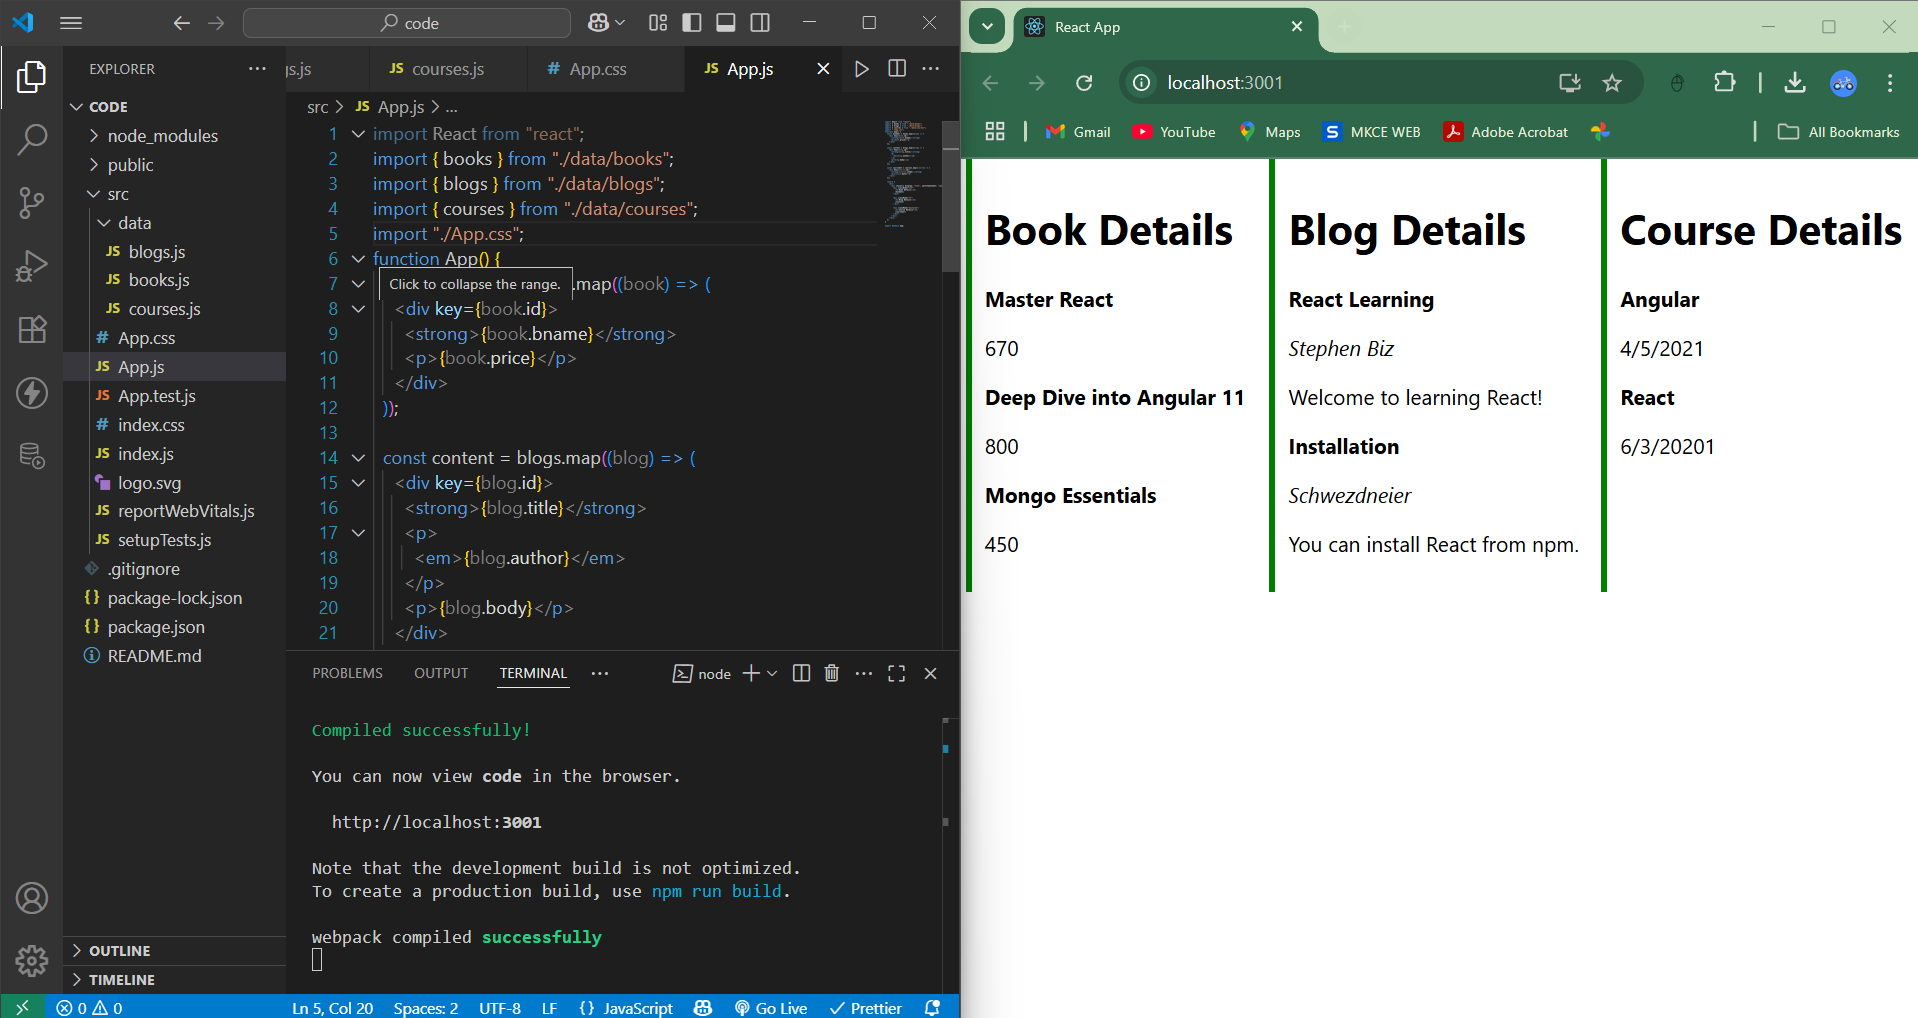 code
EXPLORER
CODE
node_modules
public
src
data
JS blogs.js
JS books.js
JS courses.js
# App.css
JS App.js
JS App.test.js
# index.css
JS index.js
logo.svg
JS reportWebVitals.js
JS setupTests.js
.gitignore
{} package-lock.json
{} package.json
README.md
OUTLINE
TIMELINE
gs.js
JS courses.js
# App.css
JS App.js
src > JS App.js > ...
1 import React from "react";
2 import { books } from "./data/books";
3 import { blogs } from "./data/blogs";
4 import { courses } from "./data/courses";
5 import "./App.css";
6 function App() {
7 .map((book) => (
Click to collapse the range.
8 <div key={book.id}>
9 <strong>{book.bname}</strong>
10 <p>{book.price}</p>
11 </div>
12 ));
13
14 const content = blogs.map((blog) => (
15 <div key={blog.id}>
16 <strong>{blog.title}</strong>
17 <p>
18 <em>{blog.author}</em>
19 </p>
20 <p>{blog.body}</p>
21 </div>
PROBLEMS OUTPUT TERMINAL ... node
Compiled successfully!
You can now view code in the browser.
http://localhost:3001
Note that the development build is not optimized.
To create a production build, use npm run build.
webpack compiled successfully
0 0 Ln 5, Col 20 Spaces: 2 UTF-8 LF {} JavaScript Go Live Prettier
React App
localhost:3001
Gmail YouTube Maps S MKCE WEB Adobe Acrobat All Bookmarks
Book Details
Master React
670
Deep Dive into Angular 11
800
Mongo Essentials
450
Blog Details
React Learning
Stephen Biz
Welcome to learning React!
Installation
Schwezdneier
You can install React from npm.
Course Details
Angular
4/5/2021
React
6/3/20201